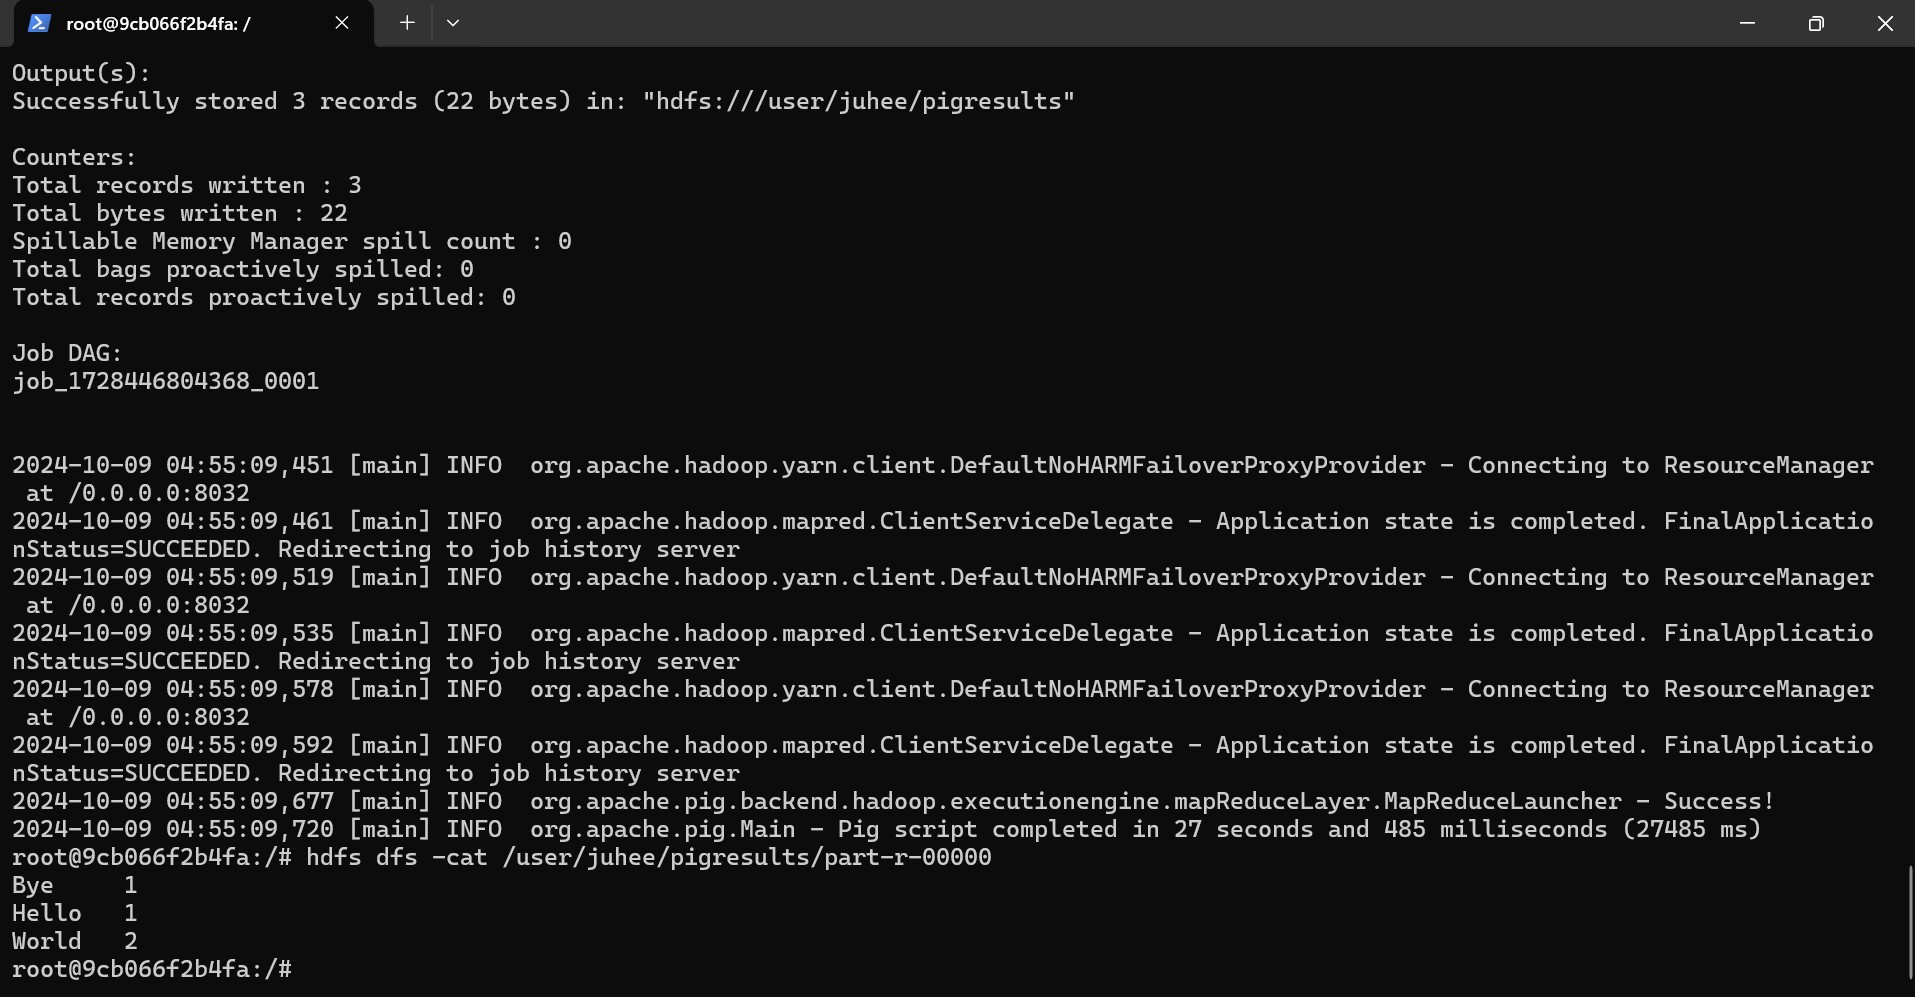 root@9cb066f2b4fa: /
Output(s):
Successfully stored 3 records (22 bytes) in: "hdfs:///user/juhee/pigresults"
Counters:
Total records written : 3
Total bytes written : 22
Spillable Memory Manager spill count : 0
Total bags proactively spilled: 0
Total records proactively spilled: 0
Job DAG:
job_1728446804368_0001
2024-10-09 04:55:09,451 [main] INFO  org.apache.hadoop.yarn.client.DefaultNoHARMFailoverProxyProvider - Connecting to ResourceManager
 at /0.0.0.0:8032
2024-10-09 04:55:09,461 [main] INFO  org.apache.hadoop.mapred.ClientServiceDelegate - Application state is completed. FinalApplicatio
nStatus=SUCCEEDED. Redirecting to job history server
2024-10-09 04:55:09,519 [main] INFO  org.apache.hadoop.yarn.client.DefaultNoHARMFailoverProxyProvider - Connecting to ResourceManager
 at /0.0.0.0:8032
2024-10-09 04:55:09,535 [main] INFO  org.apache.hadoop.mapred.ClientServiceDelegate - Application state is completed. FinalApplicatio
nStatus=SUCCEEDED. Redirecting to job history server
2024-10-09 04:55:09,578 [main] INFO  org.apache.hadoop.yarn.client.DefaultNoHARMFailoverProxyProvider - Connecting to ResourceManager
 at /0.0.0.0:8032
2024-10-09 04:55:09,592 [main] INFO  org.apache.hadoop.mapred.ClientServiceDelegate - Application state is completed. FinalApplicatio
nStatus=SUCCEEDED. Redirecting to job history server
2024-10-09 04:55:09,677 [main] INFO  org.apache.pig.backend.hadoop.executionengine.mapReduceLayer.MapReduceLauncher - Success!
2024-10-09 04:55:09,720 [main] INFO  org.apache.pig.Main - Pig script completed in 27 seconds and 485 milliseconds (27485 ms)
root@9cb066f2b4fa:/# hdfs dfs -cat /user/juhee/pigresults/part-r-00000
Bye     1
Hello   1
World   2
root@9cb066f2b4fa:/#